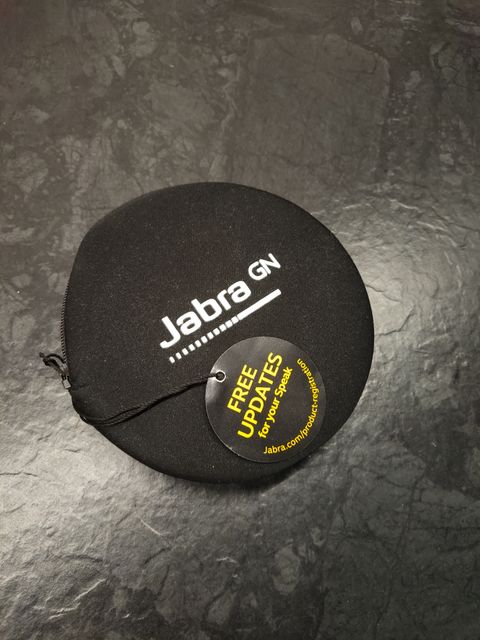 Jabra GN
FREE
UPDATES
for your Speak
Jabra.com/product-registration